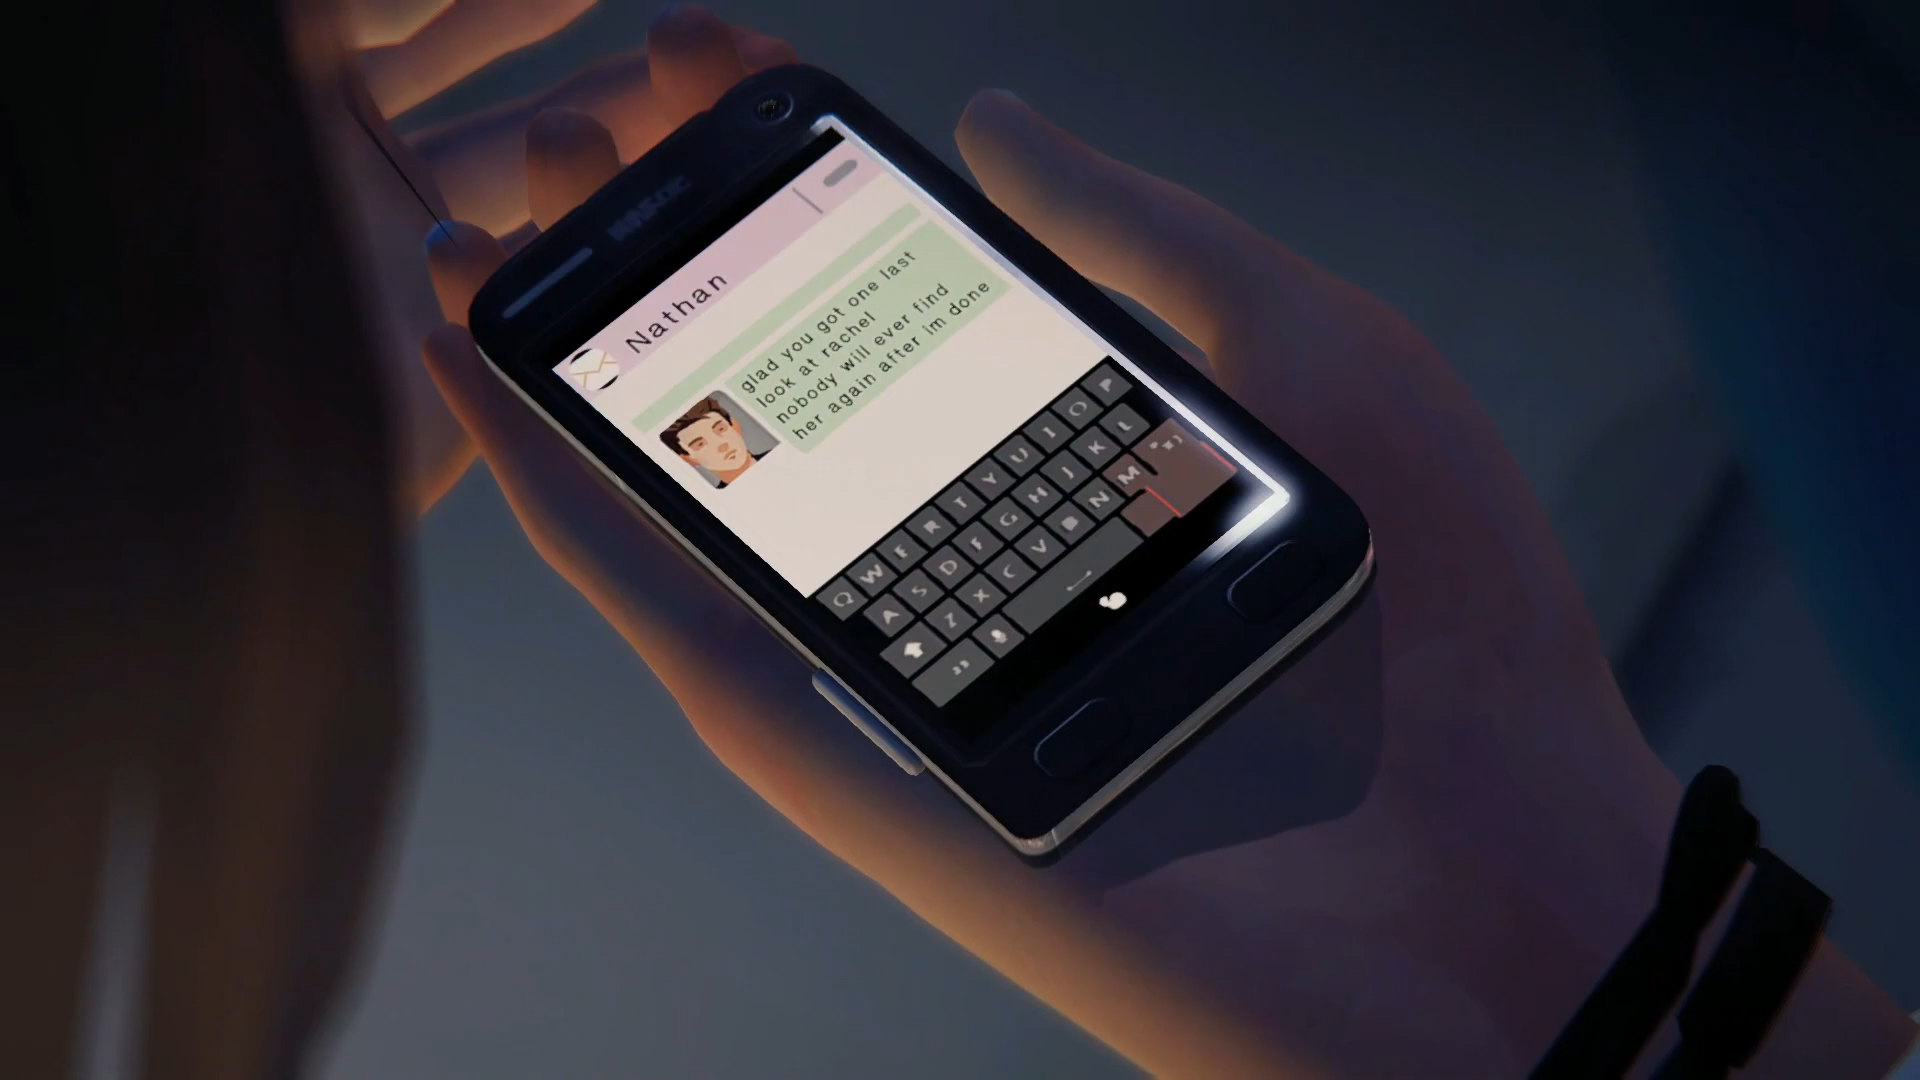 Nathan
glad you got one last
look at rachel
nobody will ever find
her again after im done
Q W E R T Y U I O P
A S D F G H J K L
Z X C V B N M